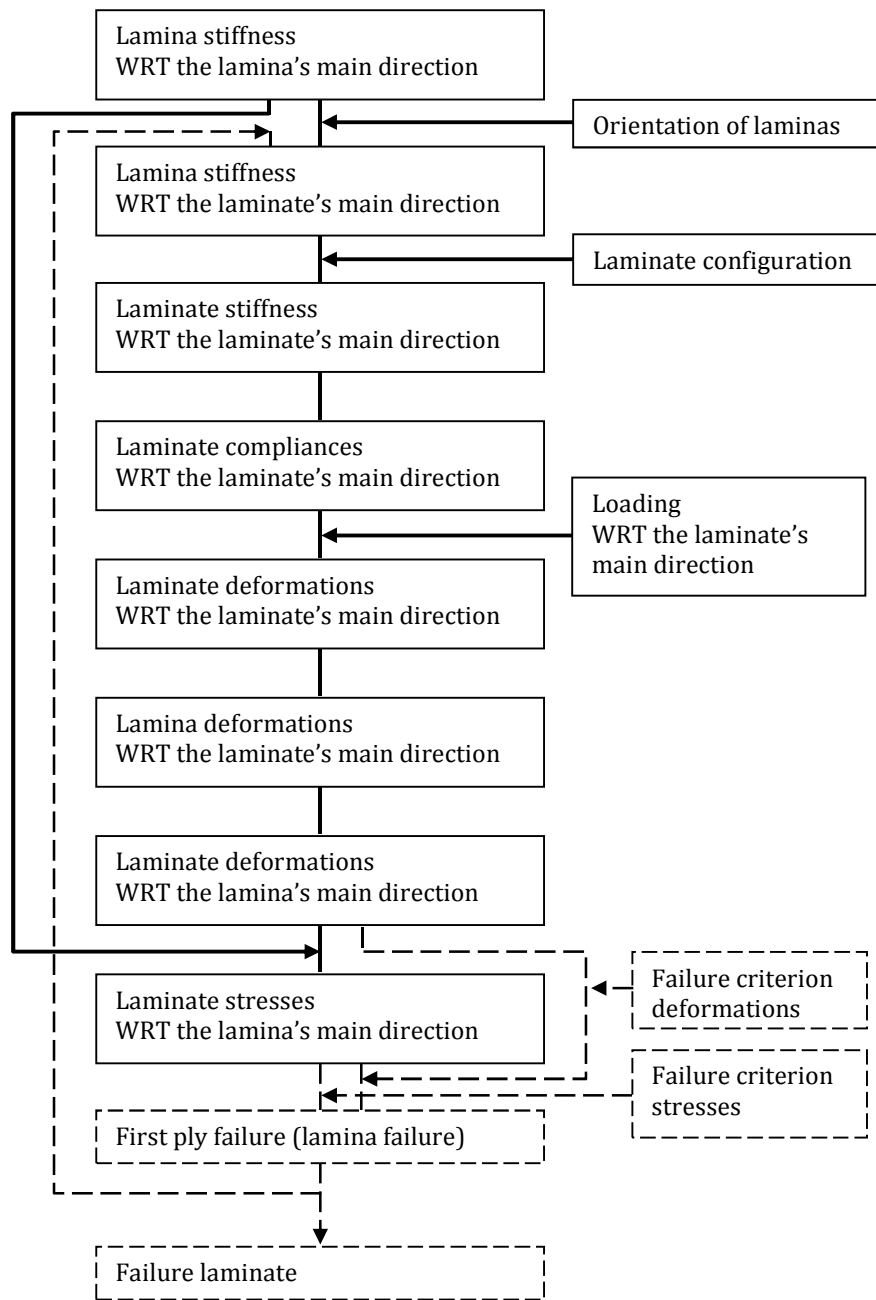 Lamina stiffness
WRT the lamina’s main direction
Orientation of laminas
Lamina stiffness
WRT the laminate’s main direction
Laminate configuration
Laminate stiffness
WRT the laminate’s main direction
Laminate compliances
WRT the laminate’s main direction
Loading
WRT the laminate’s
main direction
Laminate deformations
WRT the laminate’s main direction
Lamina deformations
WRT the laminate’s main direction
Laminate deformations
WRT the lamina’s main direction
Failure criterion
deformations
Laminate stresses
WRT the lamina’s main direction
Failure criterion
stresses
First ply failure (lamina failure)
Failure laminate